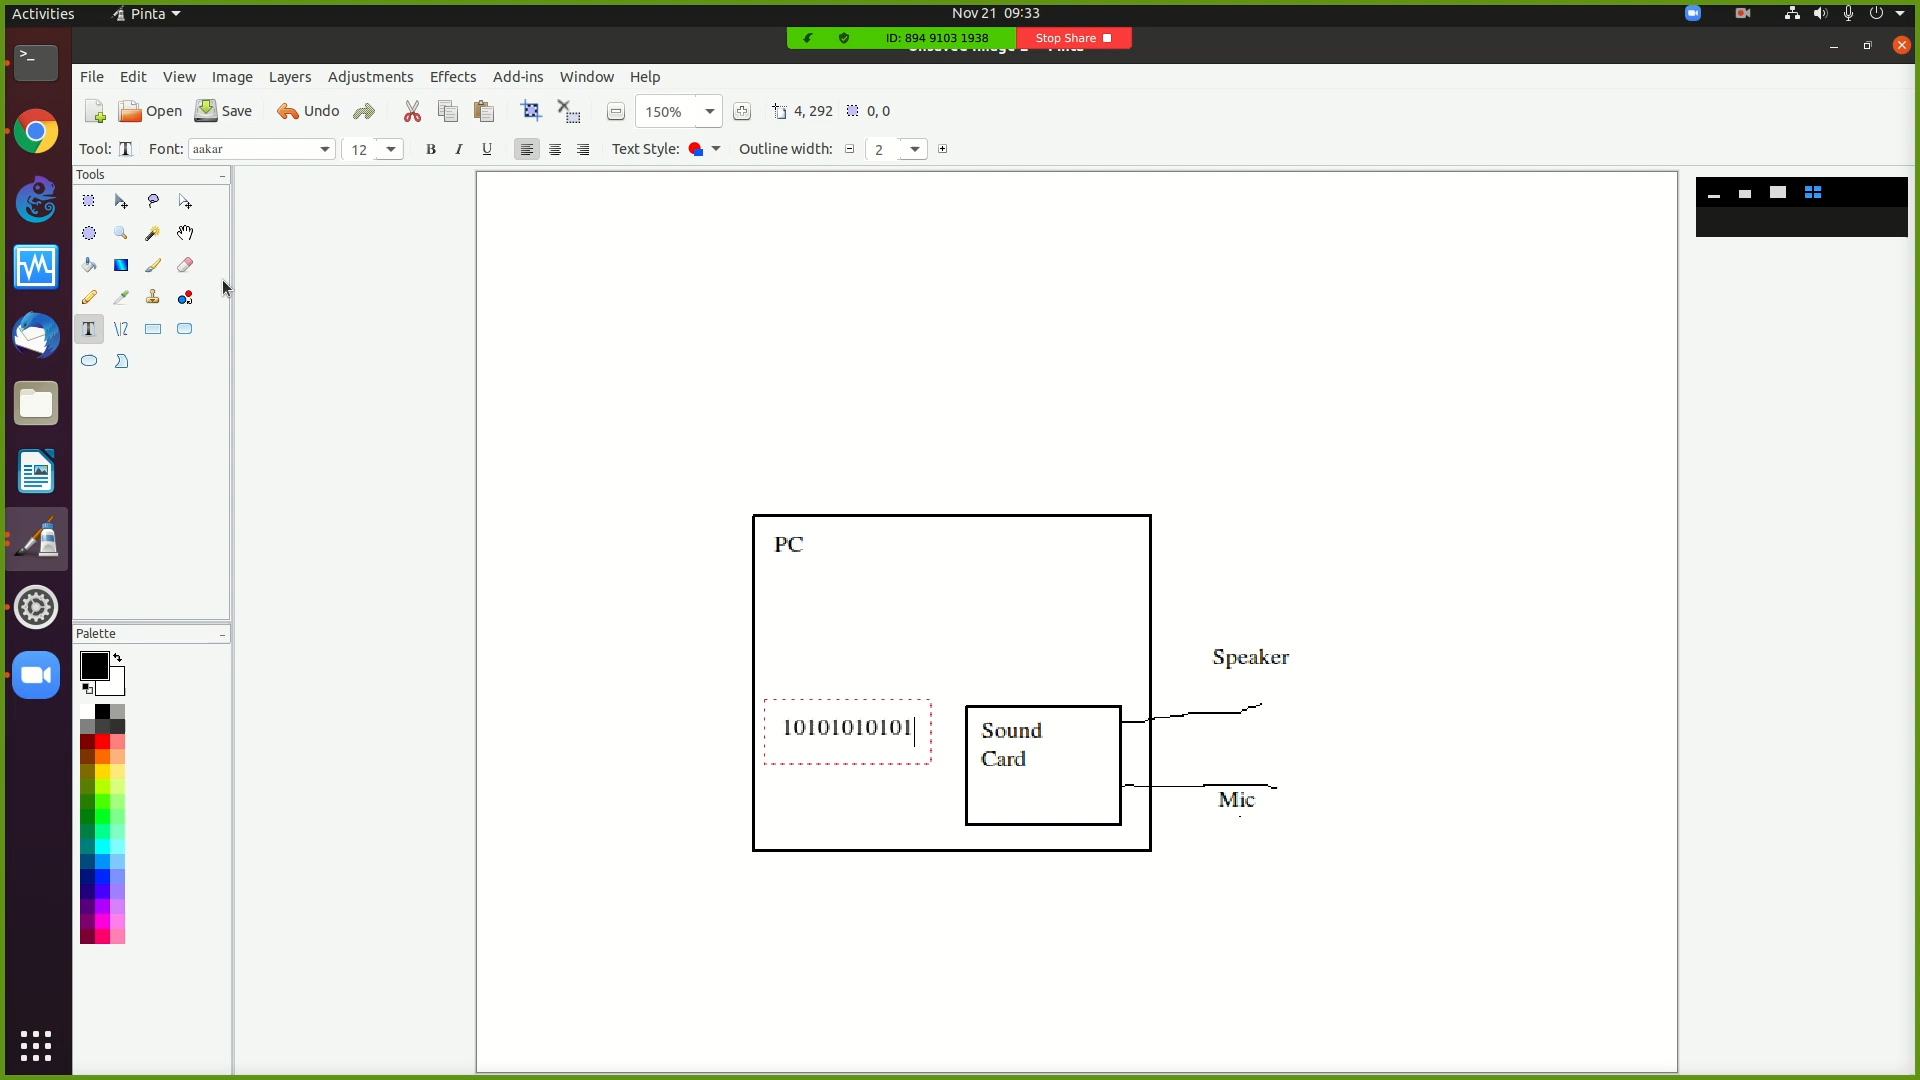 Activities
Pinta
Nov 21 09:33
ID: 894 9103 1938
Stop Share
File Edit View Image Layers Adjustments Effects Add-ins Window Help
Open Save Undo 150% 4, 292 0, 0
Tool: T Font: aakar 12 B I U Text Style: Outline width: 2
Tools
PC
Speaker
10101010101
Sound
Card
Mic
Palette